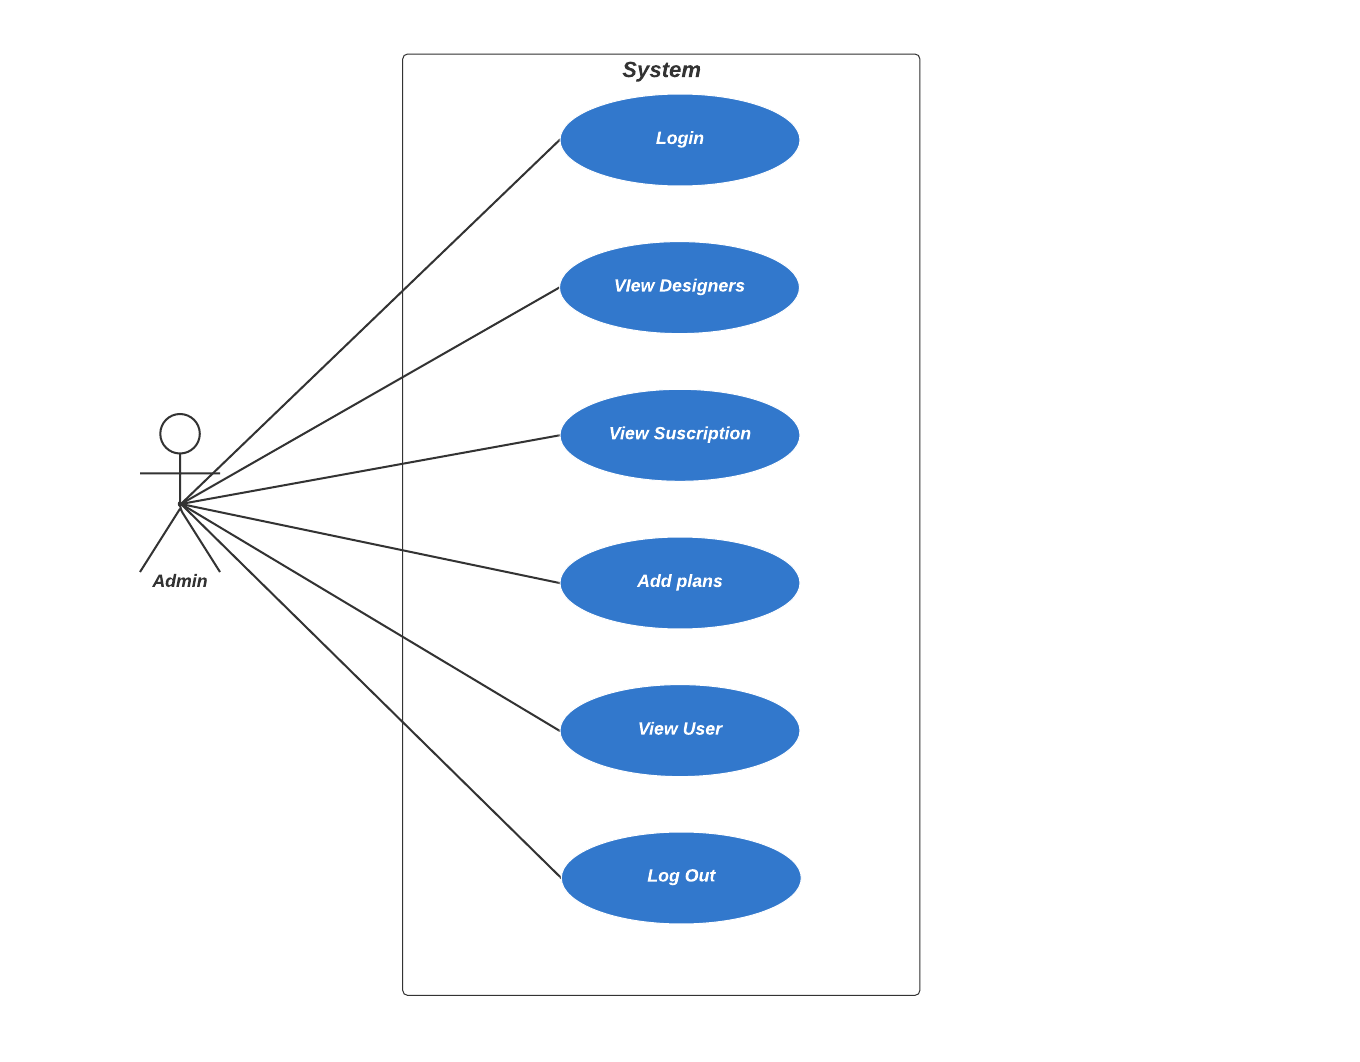 System
Login
VIew Designers
View Suscription
Admin
Add plans
View User
Log Out